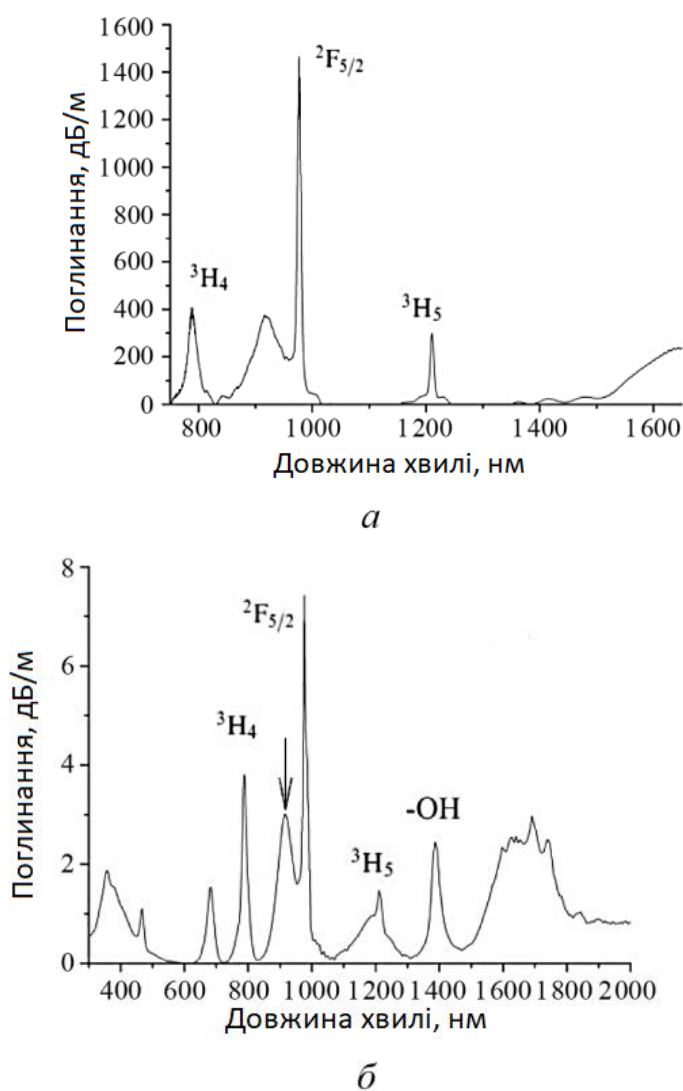 Поглинання, дБ/м
1600
1400
1200
1000
800
600
400
200
0
²F₅/₂
³H₄
³H₅
800 1000 1200 1400 1600
Довжина хвилі, нм
а
Поглинання, дБ/м
8
6
4
2
0
²F₅/₂
³H₄
-OH
³H₅
400 600 800 1000 1200 1400 1600 1800 2000
Довжина хвилі, нм
б